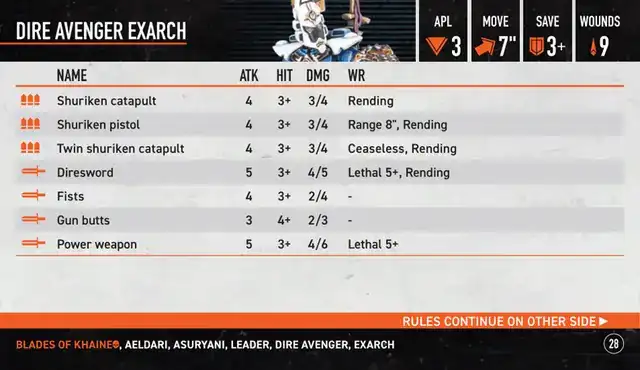 DIRE AVENGER EXARCH
APL MOVE SAVE WOUNDS
3 7" 3+ 9
NAME ATK HIT DMG WR
Shuriken catapult 4 3+ 3/4 Rending
Shuriken pistol 4 3+ 3/4 Range 8", Rending
Twin shuriken catapult 4 3+ 3/4 Ceaseless, Rending
Diresword 5 3+ 4/5 Lethal 5+, Rending
Fists 4 3+ 2/4 -
Gun butts 3 4+ 2/3 -
Power weapon 5 3+ 4/6 Lethal 5+
RULES CONTINUE ON OTHER SIDE ▶
BLADES OF KHAINE, AELDARI, ASURYANI, LEADER, DIRE AVENGER, EXARCH 28